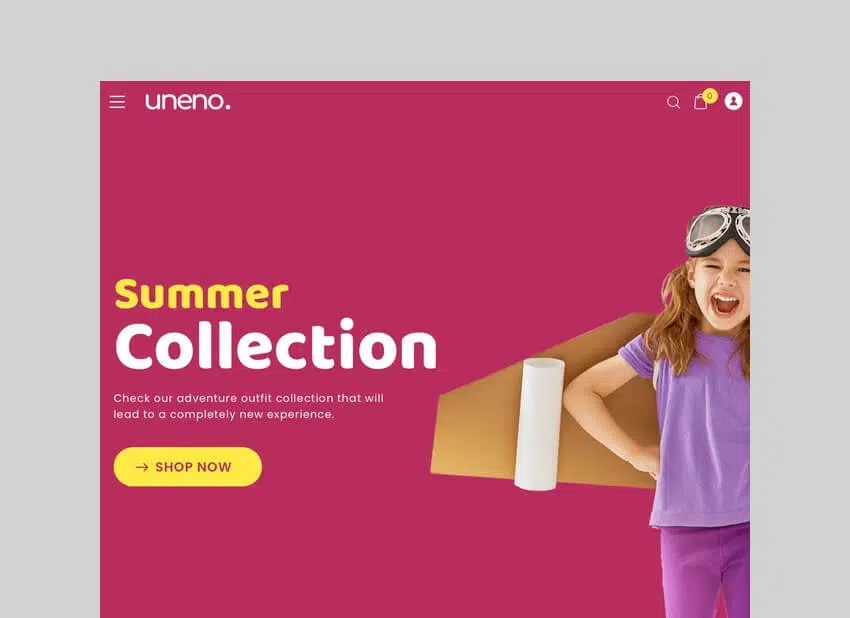 uneno.
0
Summer
Collection
Check our adventure outfit collection that will
lead to a completely new experience.
→ SHOP NOW